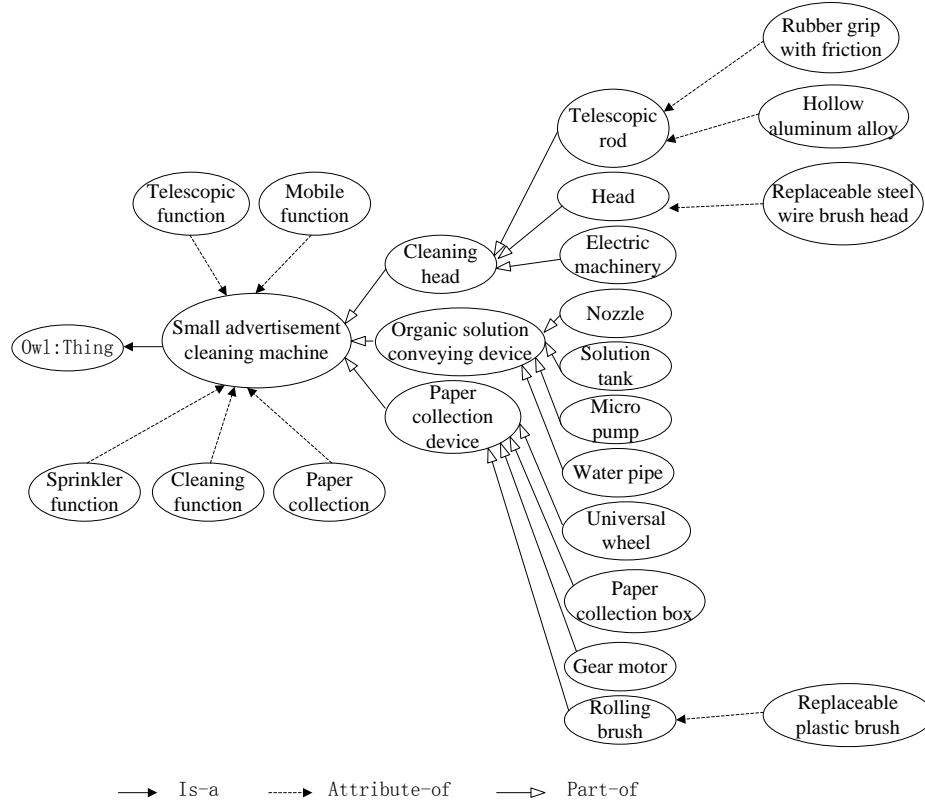 Rubber grip
with friction
Telescopic
rod
Hollow
aluminum alloy
Telescopic
function
Mobile
function
Head
Replaceable steel
wire brush head
Cleaning
head
Electric
machinery
Owl:Thing
Small advertisement
cleaning machine
Organic solution
conveying device
Nozzle
Solution
tank
Paper
collection
device
Micro
pump
Sprinkler
function
Cleaning
function
Paper
collection
Water pipe
Universal
wheel
Paper
collection box
Gear motor
Rolling
brush
Replaceable
plastic brush
Is-a
Attribute-of
Part-of